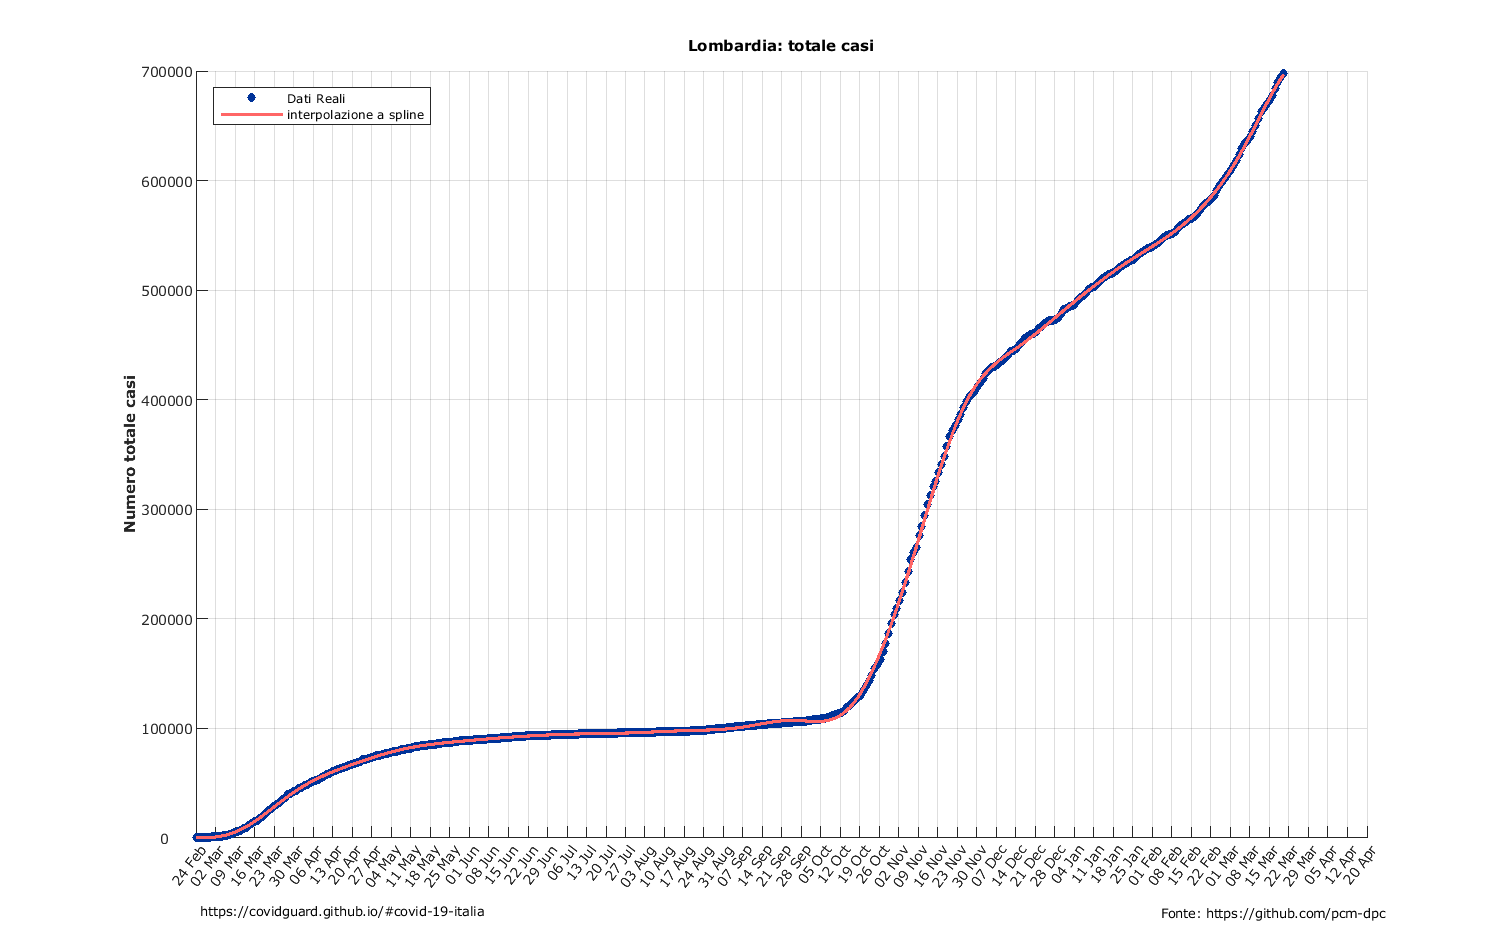 Lombardia: totale casi
700000
Dati Reali
interpolazione a spline
600000
500000
400000
300000
200000
100000
0
Numero totale casi
24 Feb
02 Mar
09 Mar
16 Mar
23 Mar
30 Mar
06 Apr
13 Apr
20 Apr
27 Apr
04 May
11 May
18 May
25 May
01 Jun
08 Jun
15 Jun
22 Jun
29 Jun
06 Jul
13 Jul
20 Jul
27 Jul
03 Aug
10 Aug
17 Aug
24 Aug
31 Aug
07 Sep
14 Sep
21 Sep
28 Sep
05 Oct
12 Oct
19 Oct
26 Oct
02 Nov
09 Nov
16 Nov
23 Nov
30 Nov
07 Dec
14 Dec
21 Dec
28 Dec
04 Jan
11 Jan
18 Jan
25 Jan
01 Feb
08 Feb
15 Feb
22 Feb
01 Mar
08 Mar
15 Mar
22 Mar
29 Mar
05 Apr
12 Apr
20 Apr
https://covidguard.github.io/#covid-19-italia
Fonte: https://github.com/pcm-dpc